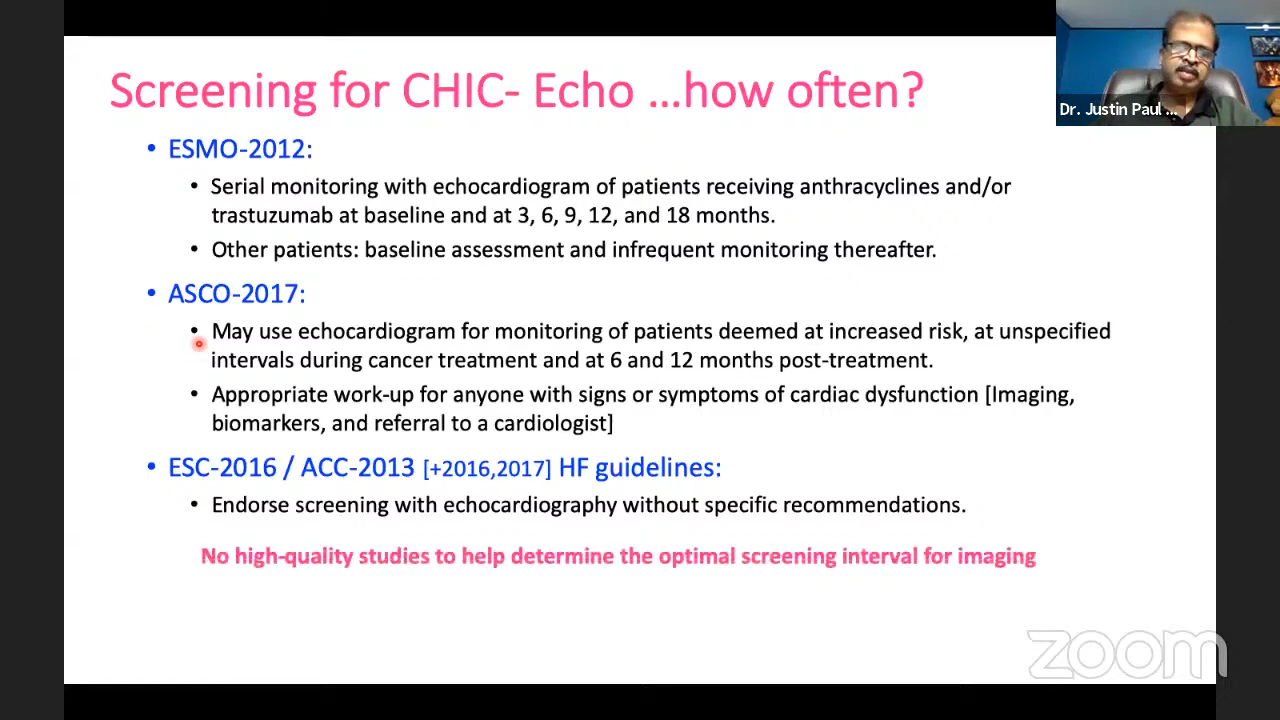 Screening for CHIC- Echo ...how often?
Dr. Justin Paul ...
• ESMO-2012:
• Serial monitoring with echocardiogram of patients receiving anthracyclines and/or
trastuzumab at baseline and at 3, 6, 9, 12, and 18 months.
• Other patients: baseline assessment and infrequent monitoring thereafter.
• ASCO-2017:
• May use echocardiogram for monitoring of patients deemed at increased risk, at unspecified
intervals during cancer treatment and at 6 and 12 months post-treatment.
• Appropriate work-up for anyone with signs or symptoms of cardiac dysfunction [Imaging,
biomarkers, and referral to a cardiologist]
• ESC-2016 / ACC-2013 [+2016,2017] HF guidelines:
• Endorse screening with echocardiography without specific recommendations.
No high-quality studies to help determine the optimal screening interval for imaging
zoom